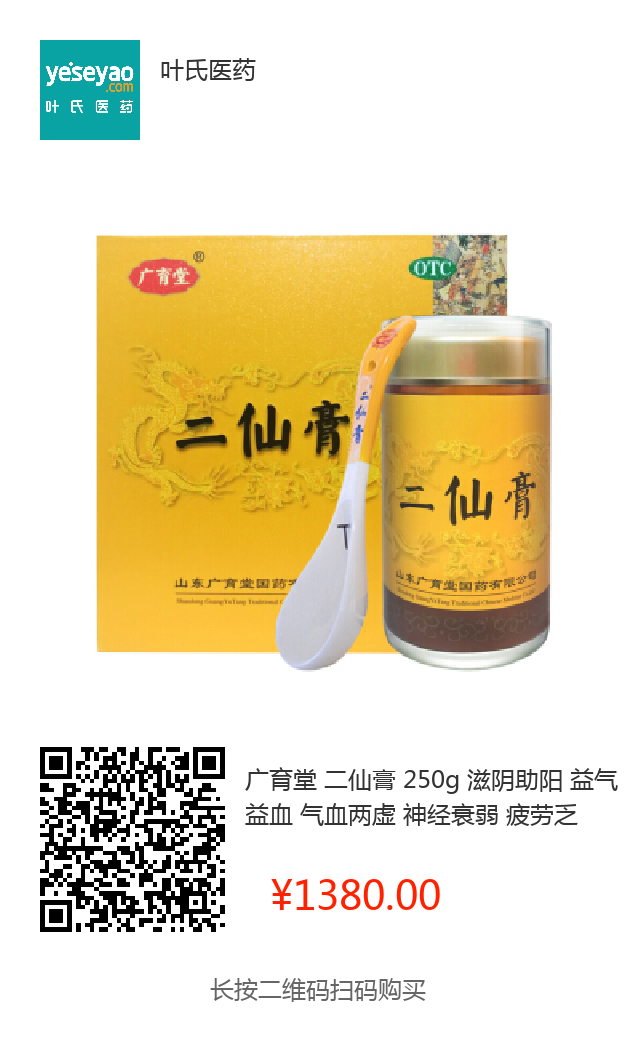 yeseyao
.com
叶氏医药
叶氏医药
广育堂
®
OTC
二仙膏
二仙膏
T
二仙膏
山东广育堂国药有
山东广育堂国药有限公司
广育堂 二仙膏 250g 滋阴助阳 益气
益血 气血两虚 神经衰弱 疲劳乏
¥1380.00
长按二维码扫码购买